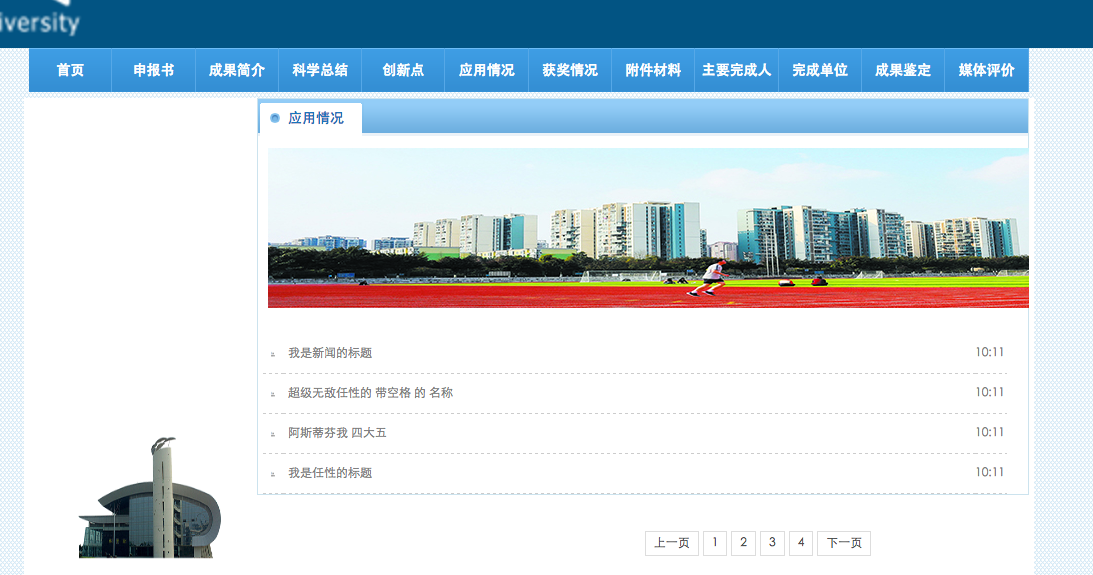 iversity
首页 申报书 成果简介 科学总结 创新点 应用情况 获奖情况 附件材料 主要完成人 完成单位 成果鉴定 媒体评价
应用情况
我是新闻的标题 10:11
超级无敌任性的 带空格 的 名称 10:11
阿斯蒂芬我 四大五 10:11
我是任性的标题 10:11
上一页 1 2 3 4 下一页